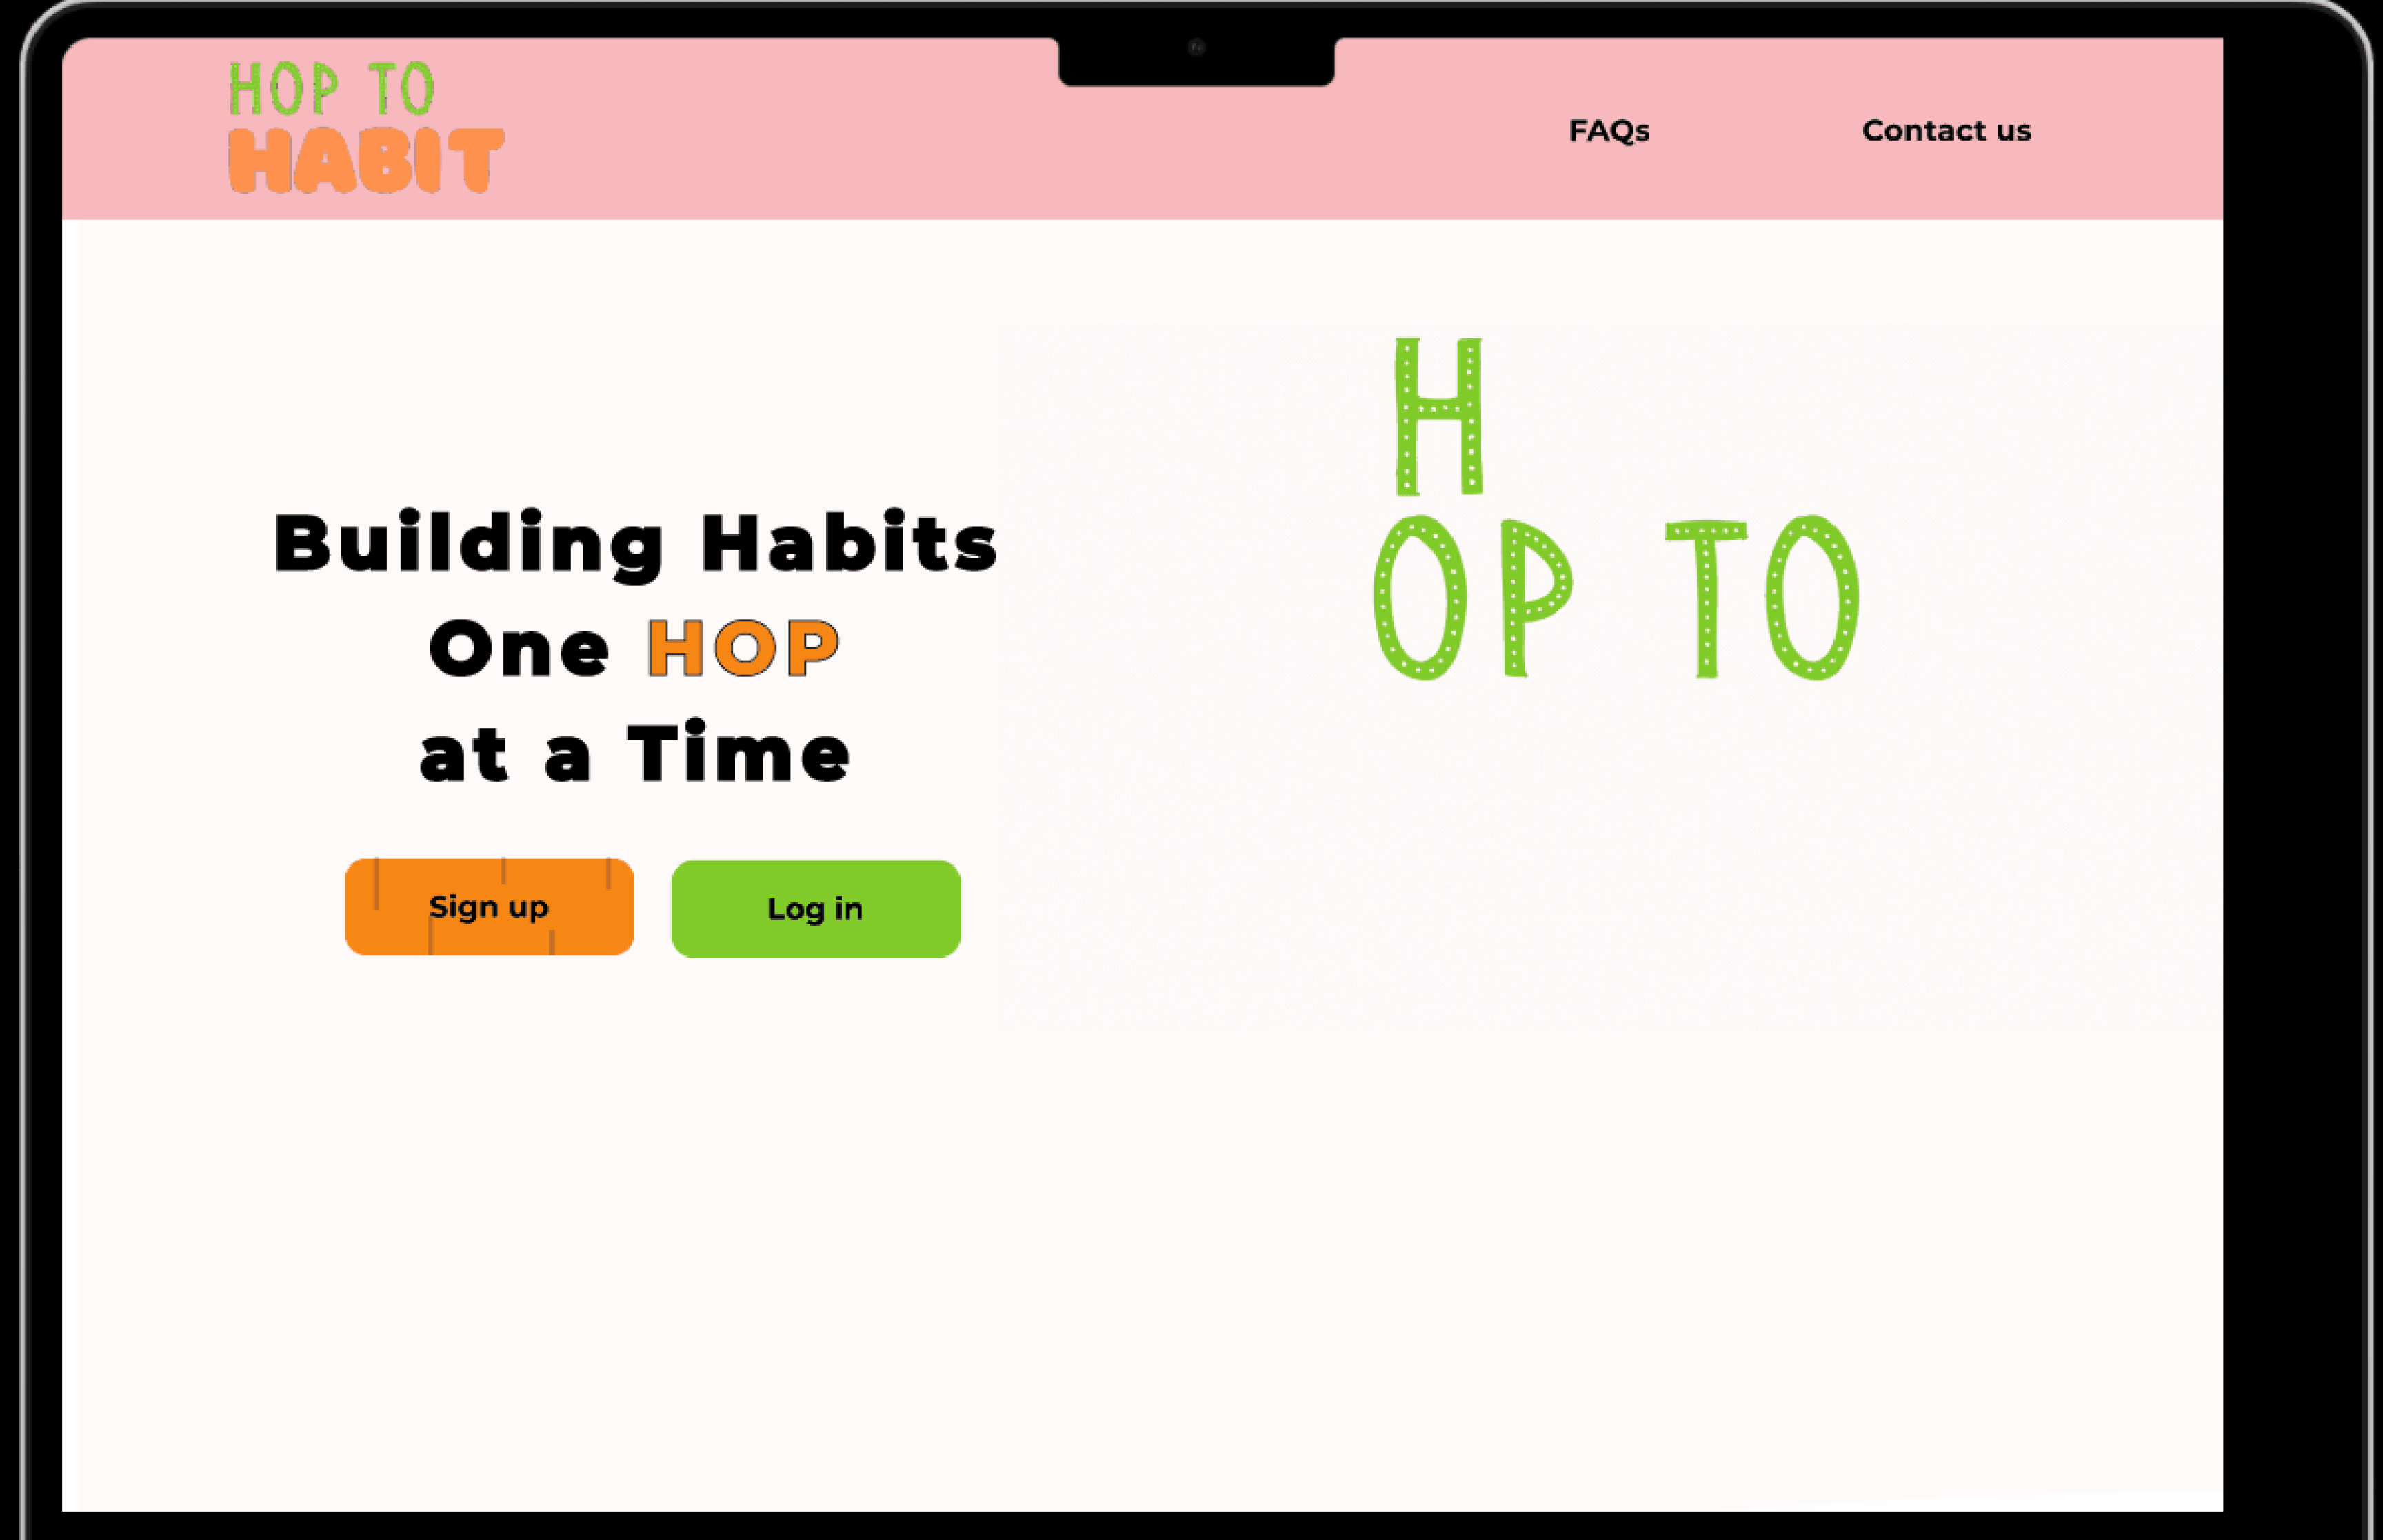 HOP TO
HABIT
FAQs
Contact us
Building Habits
One HOP
at a Time
Sign up
Log in
H
OP TO